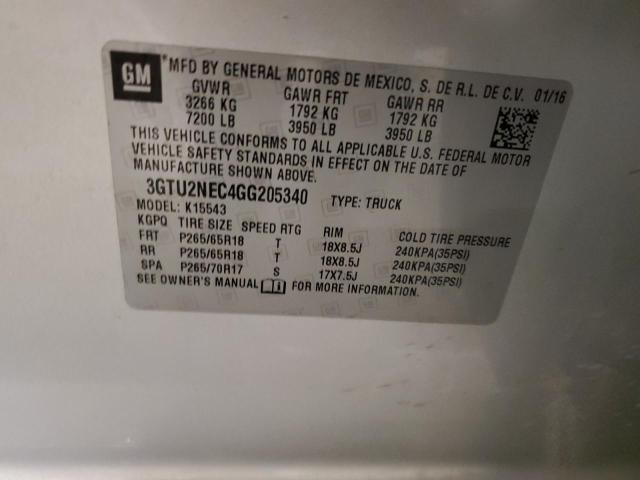 GM
*MFD BY GENERAL MOTORS DE MEXICO, S. DE R.L. DE C.V. 01/16
GVWR GAWR FRT GAWR RR
3266 KG 1792 KG 1792 KG
7200 LB 3950 LB 3950 LB
THIS VEHICLE CONFORMS TO ALL APPLICABLE U.S. FEDERAL MOTOR
VEHICLE SAFETY STANDARDS IN EFFECT ON THE DATE OF
MANUFACTURE SHOWN ABOVE.
3GTU2NEC4GG205340 TYPE: TRUCK
MODEL: K15543
KGPQ TIRE SIZE SPEED RTG RIM COLD TIRE PRESSURE
FRT P265/65R18 T 18X8.5J 240KPA(35PSI)
RR P265/65R18 T 18X8.5J 240KPA(35PSI)
SPA P265/70R17 S 17X7.5J 240KPA(35PSI)
SEE OWNER'S MANUAL FOR MORE INFORMATION.